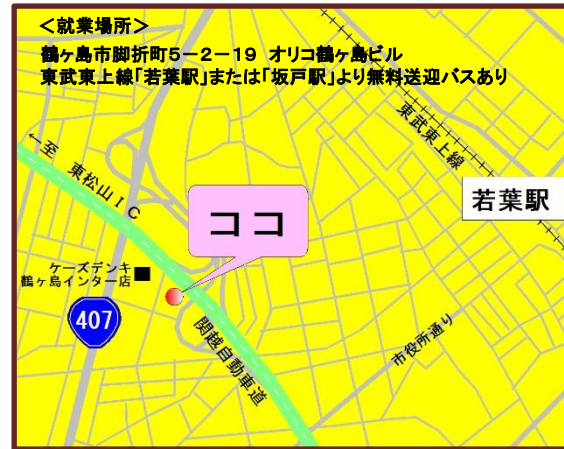 ＜就業場所＞
鶴ヶ島市脚折町5－2－19 オリコ鶴ヶ島ビル
東武東上線「若葉駅」または「坂戸駅」より無料送迎バスあり
東武東上線
←至 東松山ＩＣ
若葉駅
ココ
ケーズデンキ
鶴ヶ島インター店
407
関越自動車道
市役所通り